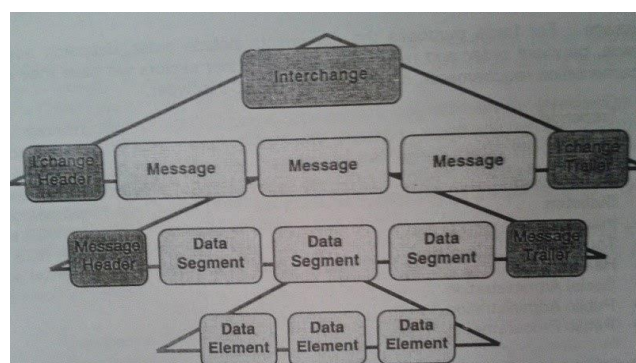 Interchange
I'change
Header
Message
Message
Message
I'change
Trailer
Message
Header
Data
Segment
Data
Segment
Data
Segment
Message
Trailer
Data
Element
Data
Element
Data
Element